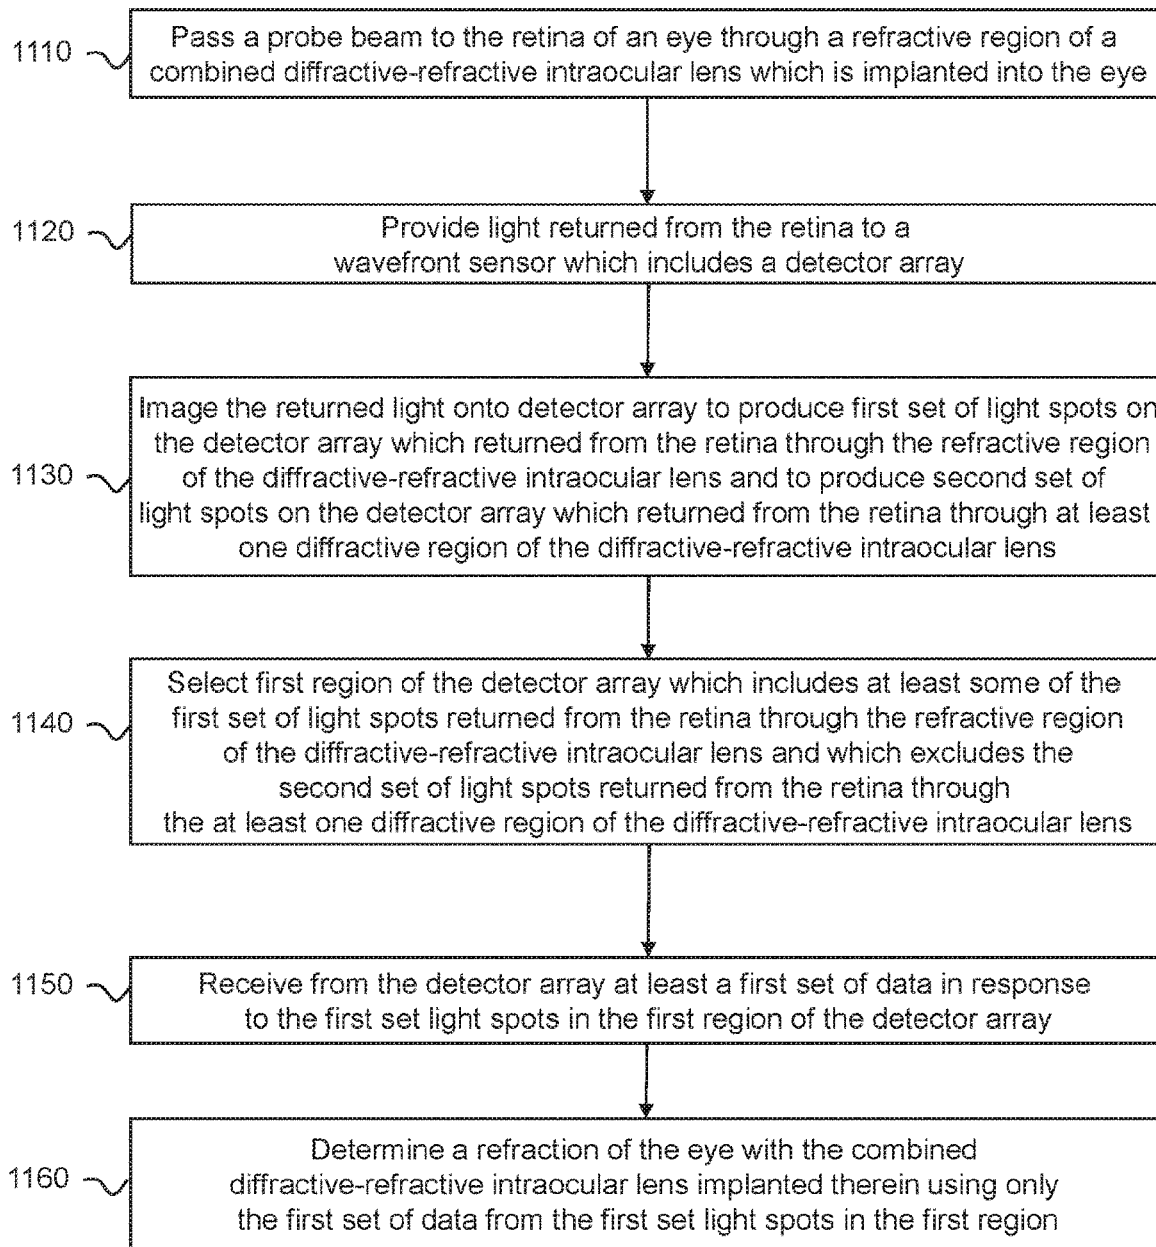 1110
Pass a probe beam to the retina of an eye through a refractive region of a
combined diffractive-refractive intraocular lens which is implanted into the eye
1120
Provide light returned from the retina to a
wavefront sensor which includes a detector array
1130
Image the returned light onto detector array to produce first set of light spots on
the detector array which returned from the retina through the refractive region
of the diffractive-refractive intraocular lens and to produce second set of
light spots on the detector array which returned from the retina through at least
one diffractive region of the diffractive-refractive intraocular lens
1140
Select first region of the detector array which includes at least some of the
first set of light spots returned from the retina through the refractive region
of the diffractive-refractive intraocular lens and which excludes the
second set of light spots returned from the retina through
the at least one diffractive region of the diffractive-refractive intraocular lens
1150
Receive from the detector array at least a first set of data in response
to the first set light spots in the first region of the detector array
1160
Determine a refraction of the eye with the combined
diffractive-refractive intraocular lens implanted therein using only
the first set of data from the first set light spots in the first region